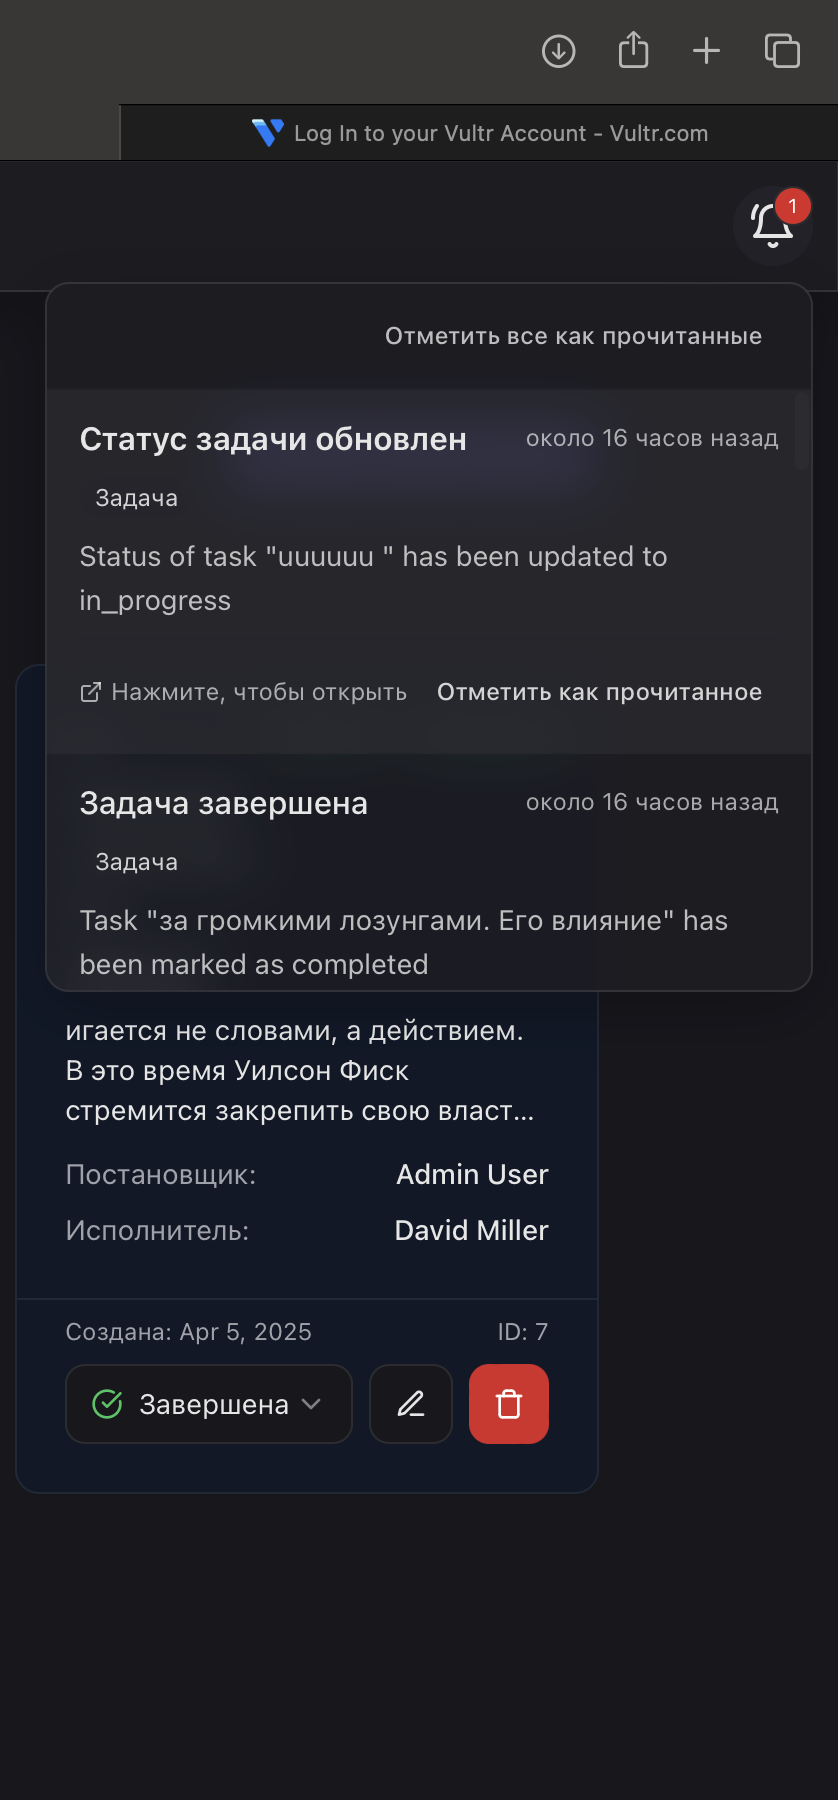 Log In to your Vultr Account - Vultr.com
1
Отметить все как прочитанные
Статус задачи обновлен
около 16 часов назад
Задача
Status of task "uuuuuu " has been updated to
in_progress
Нажмите, чтобы открыть
Отметить как прочитанное
Задача завершена
около 16 часов назад
Задача
Task "за громкими лозунгами. Его влияние" has
been marked as completed
игается не словами, а действием.
В это время Уилсон Фиск
стремится закрепить свою власт...
Постановщик:
Admin User
Исполнитель:
David Miller
Создана: Apr 5, 2025
ID: 7
Завершена